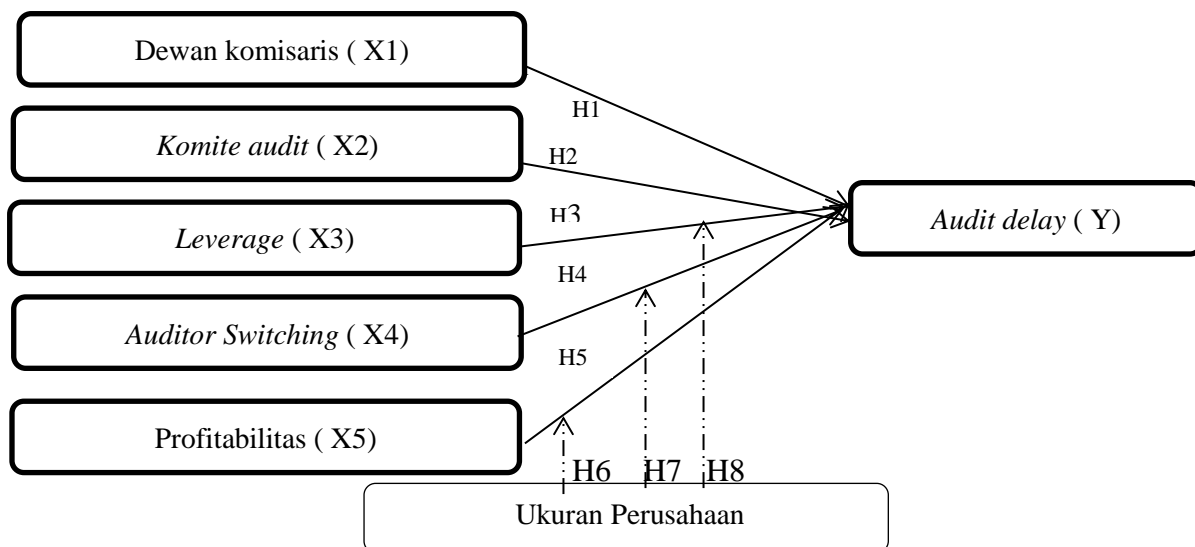 Dewan komisaris ( X1)
H1
Komite audit ( X2)
H2
Audit delay ( Y)
Leverage ( X3)
H3
H4
Auditor Switching ( X4)
H5
Profitabilitas ( X5)
H6
H7
H8
Ukuran Perusahaan